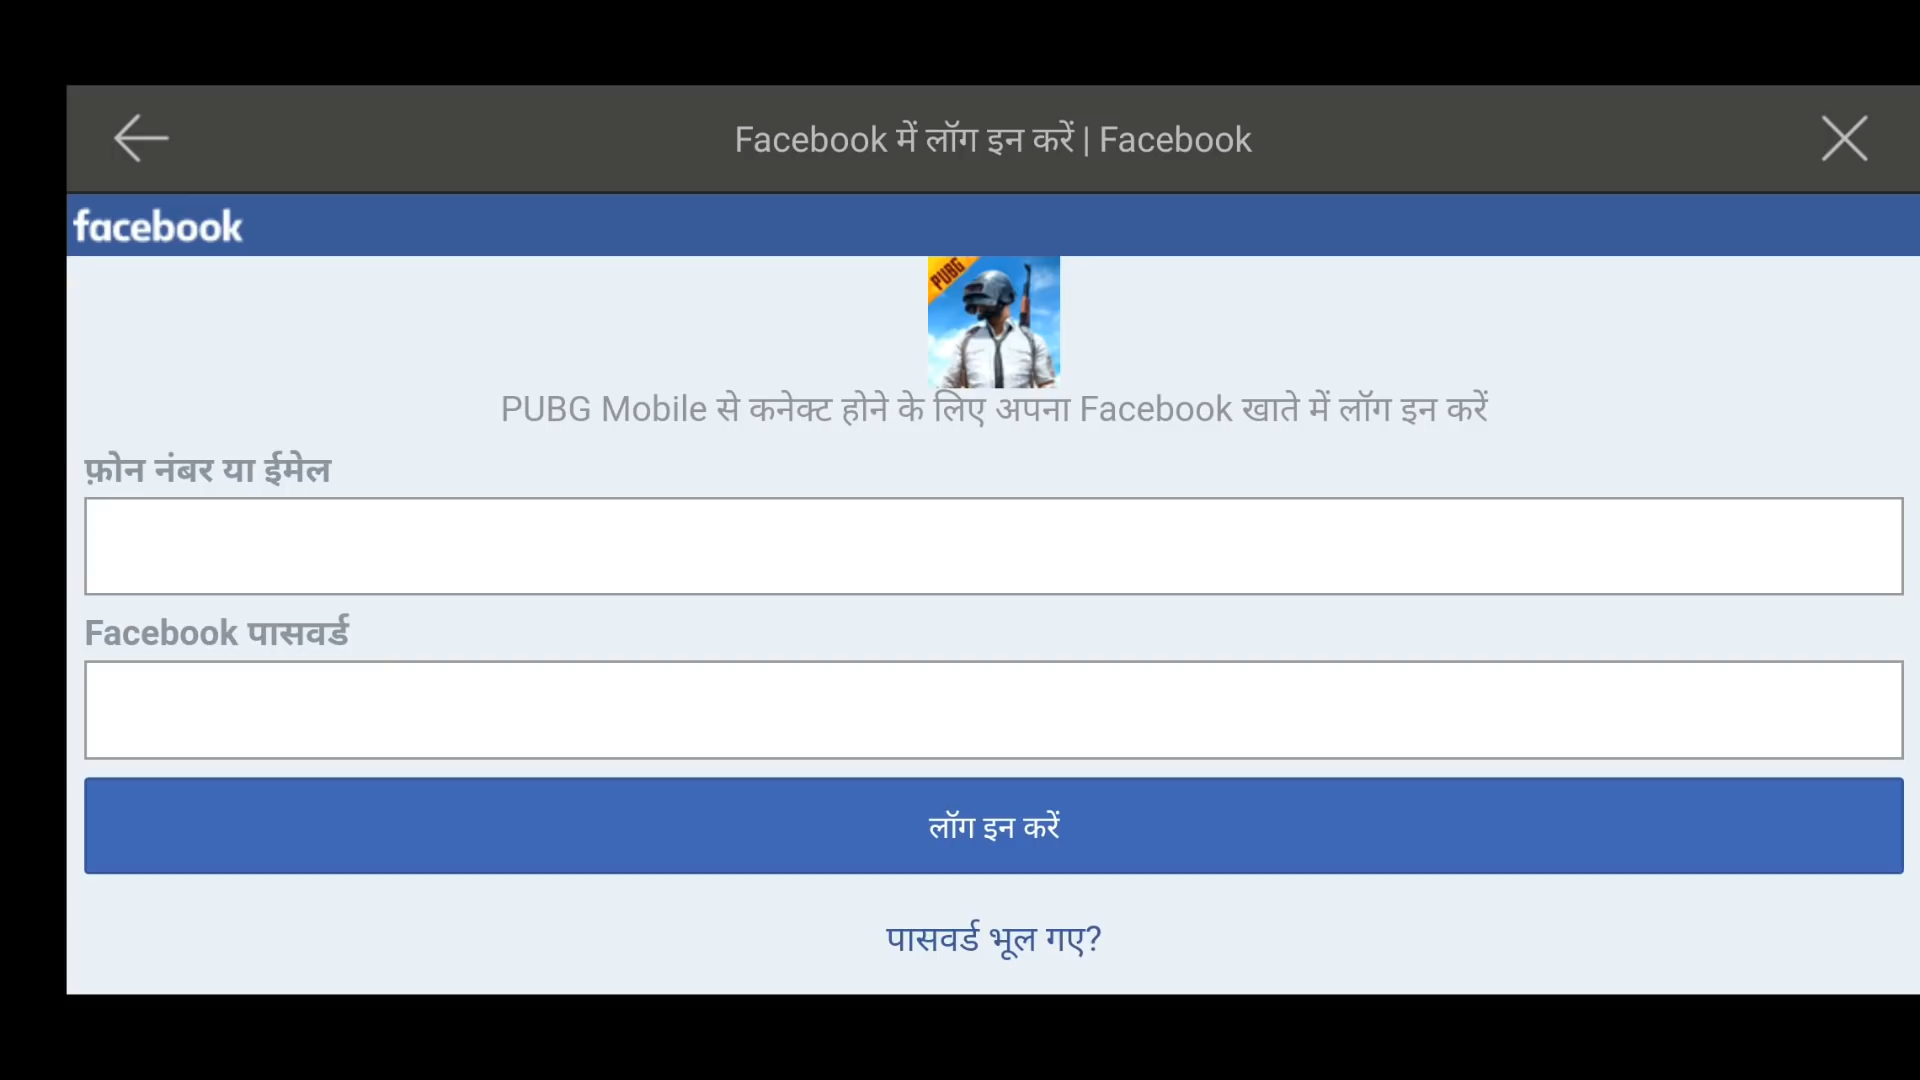 Facebook में लॉग इन करें | Facebook
facebook
PUBG
PUBG Mobile से कनेक्ट होने के लिए अपना Facebook खाते में लॉग इन करें
फ़ोन नंबर या ईमेल
Facebook पासवर्ड
लॉग इन करें
पासवर्ड भूल गए?